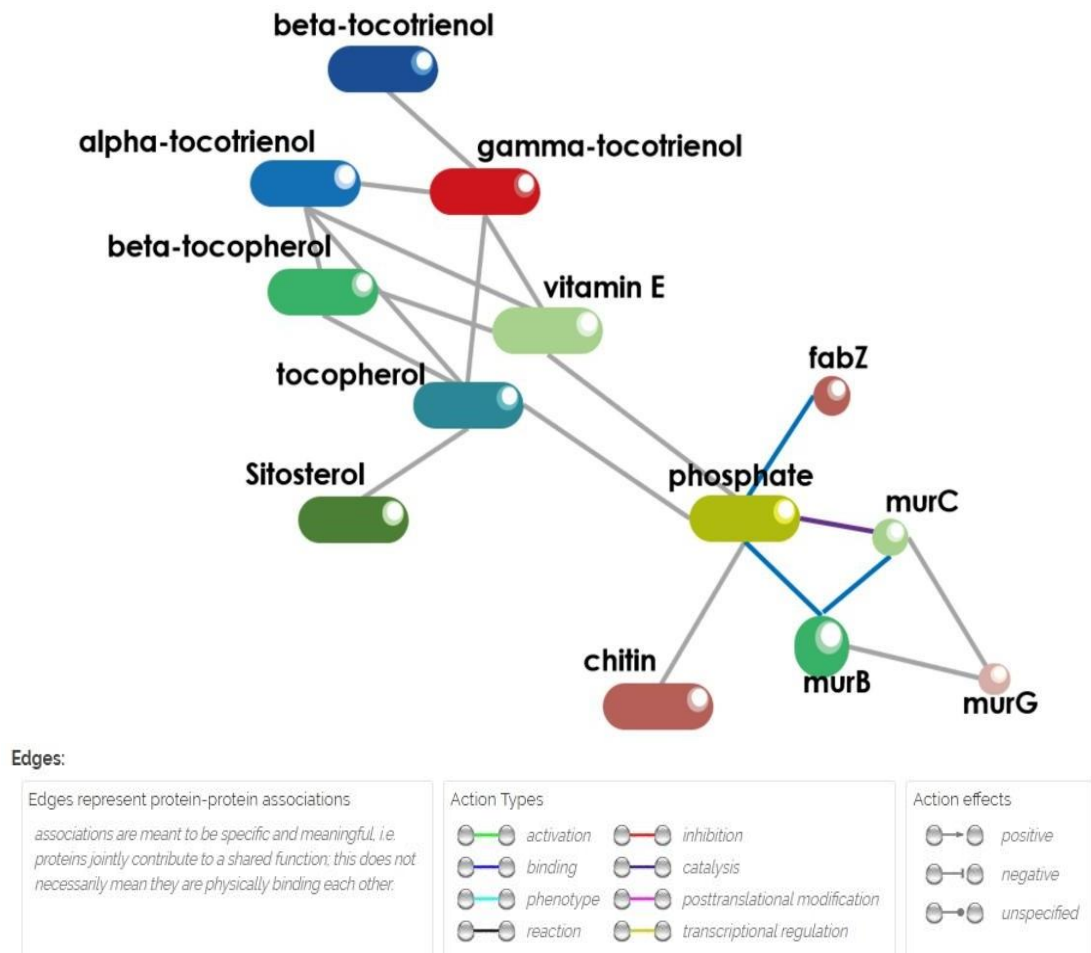 beta-tocotrienol
alpha-tocotrienol
gamma-tocotrienol
beta-tocopherol
vitamin E
fabZ
tocopherol
Sitosterol
phosphate
murC
chitin
murB
murG
Edges:
Edges represent protein-protein associations
associations are meant to be specific and meaningful, i.e.
proteins jointly contribute to a shared function; this does not
necessarily mean they are physically binding each other.
Action Types
activation
inhibition
binding
catalysis
phenotype
posttranslational modification
reaction
transcriptional regulation
Action effects
positive
negative
unspecified